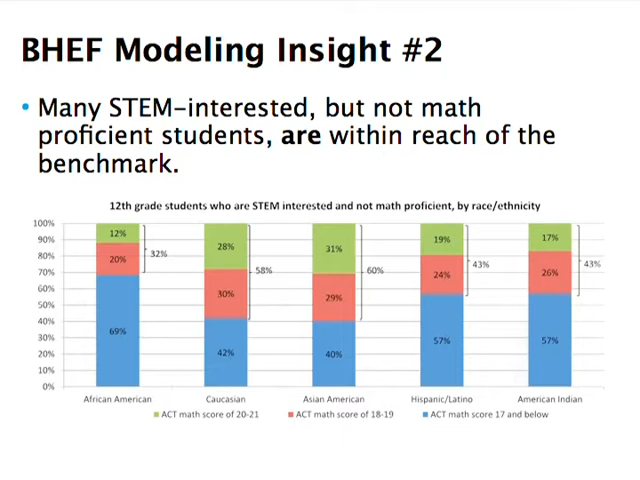 BHEF Modeling Insight #2
• Many STEM-interested, but not math
proficient students, are within reach of the
benchmark.
12th grade students who are STEM interested and not math proficient, by race/ethnicity
100%
90%
80%
70%
60%
50%
40%
30%
20%
10%
0%
12%
20%
69%
32%
28%
30%
42%
58%
31%
29%
40%
60%
19%
24%
57%
43%
17%
26%
57%
43%
African American
Caucasian
Asian American
Hispanic/Latino
American Indian
ACT math score of 20-21
ACT math score of 18-19
ACT math score 17 and below